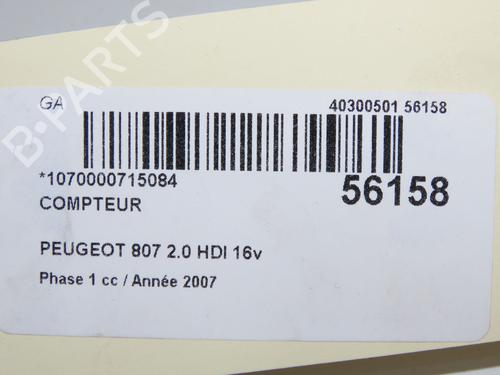 GA
40300501 56158
*1070000715084
56158
COMPTEUR
PEUGEOT 807 2.0 HDI 16v
Phase 1 cc / Année 2007
B-PARTS